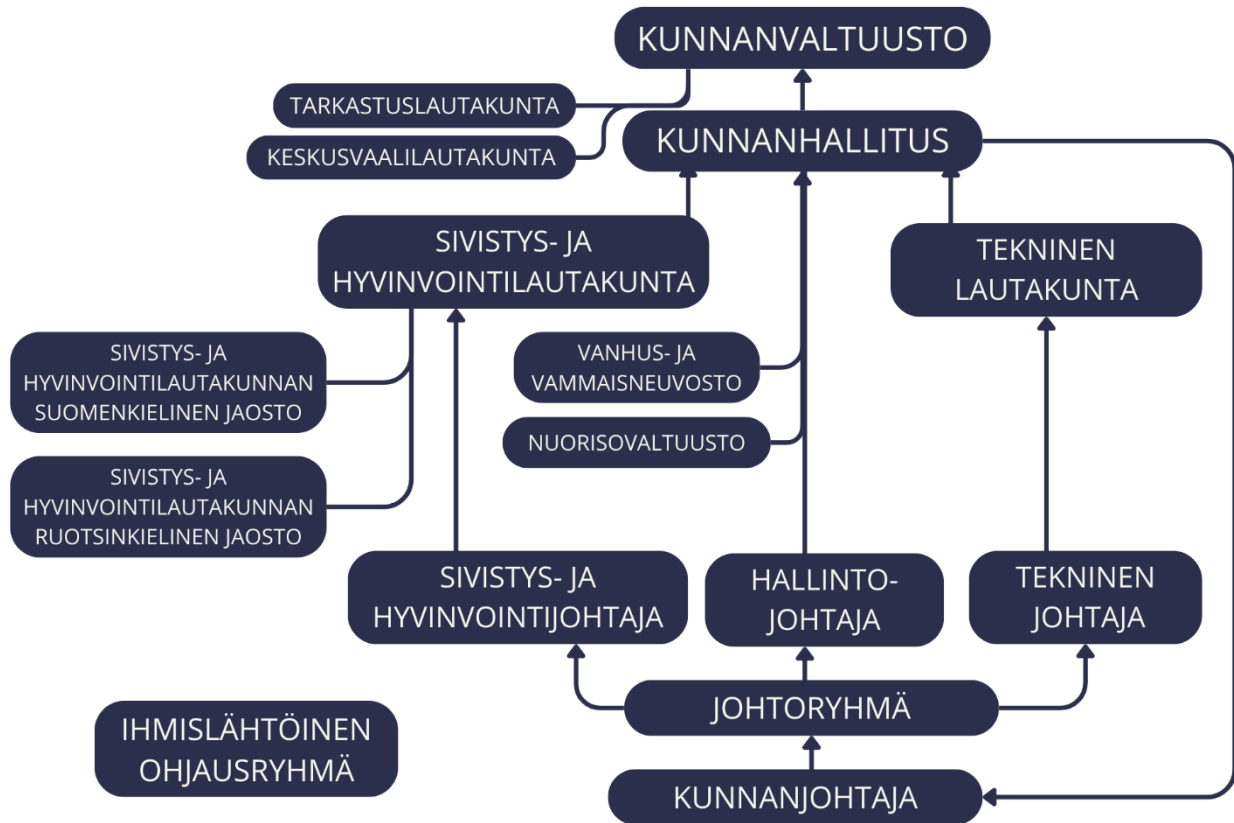 KUNNANVALTUUSTO
TARKASTUSLAUTAKUNTA
KUNNANHALLITUS
KESKUSVAALILAUTAKUNTA
SIVISTYS- JA
HYVINVOINTILAUTAKUNTA
TEKNINEN
LAUTAKUNTA
SIVISTYS- JA
HYVINVOINTILAUTAKUNNAN
SUOMENKIELINEN JAOSTO
VANHUS- JA
VAMMAISNEUVOSTO
NUORISOVALTUUSTO
SIVISTYS- JA
HYVINVOINTILAUTAKUNNAN
RUOTSINKIELINEN JAOSTO
SIVISTYS- JA
HYVINVOINTIJOHTAJA
HALLINTO-
JOHTAJA
TEKNINEN
JOHTAJA
JOHTORYHMÄ
IHMISLÄHTÖINEN
OHJAUSRYHMÄ
KUNNANJOHTAJA